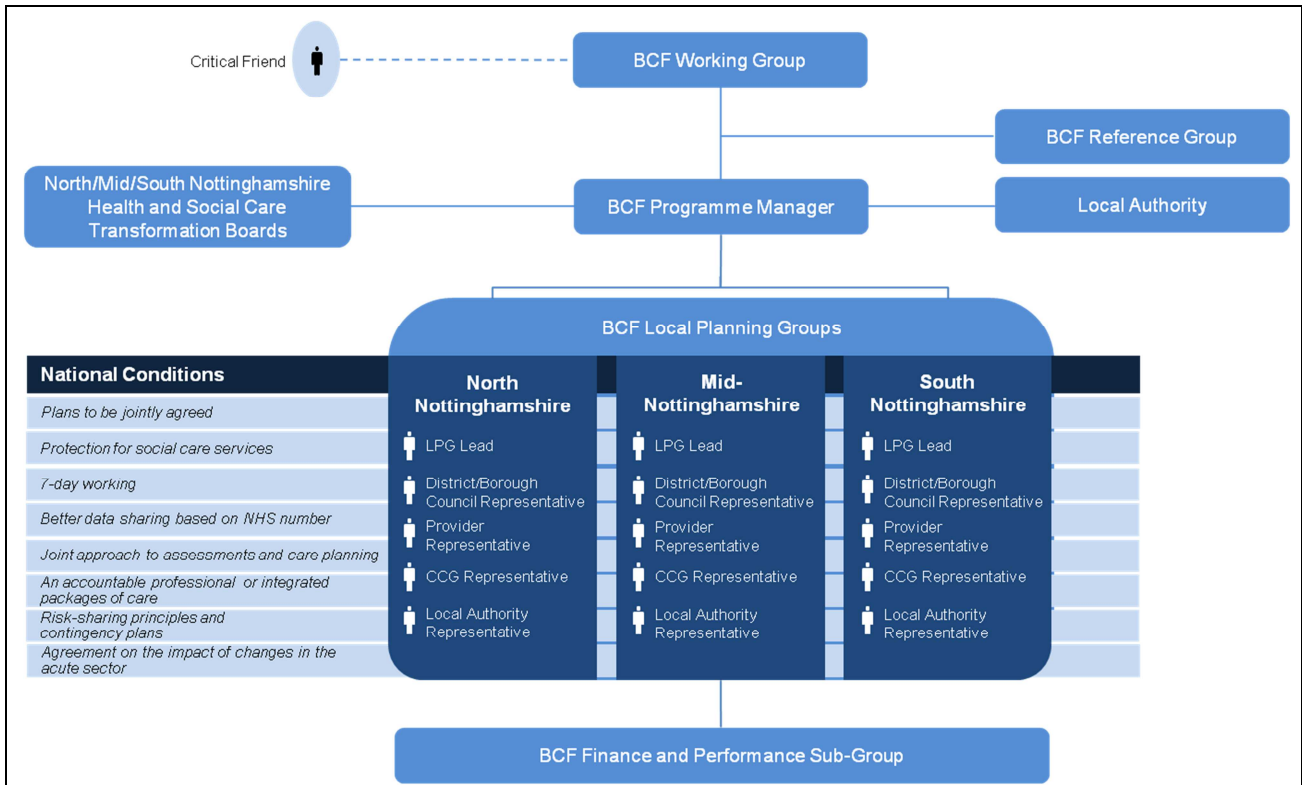 Critical Friend
BCF Working Group
BCF Reference Group
North/Mid/South Nottinghamshire
Health and Social Care
Transformation Boards
BCF Programme Manager
Local Authority
BCF Local Planning Groups
National Conditions
Plans to be jointly agreed
Protection for social care services
7-day working
Better data sharing based on NHS number
Joint approach to assessments and care planning
An accountable professional or integrated
packages of care
Risk-sharing principles and
contingency plans
Agreement on the impact of changes in the
acute sector
North
Nottinghamshire
LPG Lead
District/Borough
Council Representative
Provider
Representative
CCG Representative
Local Authority
Representative
Mid-
Nottinghamshire
LPG Lead
District/Borough
Council Representative
Provider
Representative
CCG Representative
Local Authority
Representative
South
Nottinghamshire
LPG Lead
District/Borough
Council Representative
Provider
Representative
CCG Representative
Local Authority
Representative
BCF Finance and Performance Sub-Group